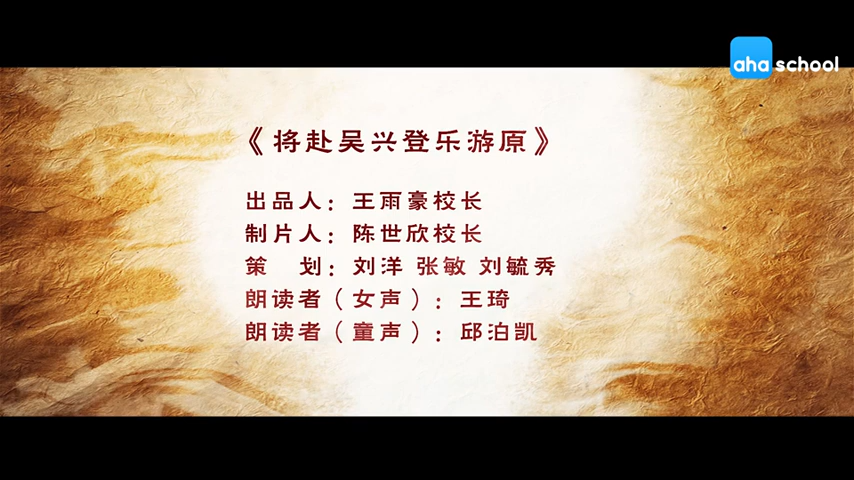 aha school
《将赴吴兴登乐游原》
出品人：王雨豪校长
制片人：陈世欣校长
策　划：刘洋 张敏 刘毓秀
朗读者（女声）：王琦
朗读者（童声）：邱泊凯